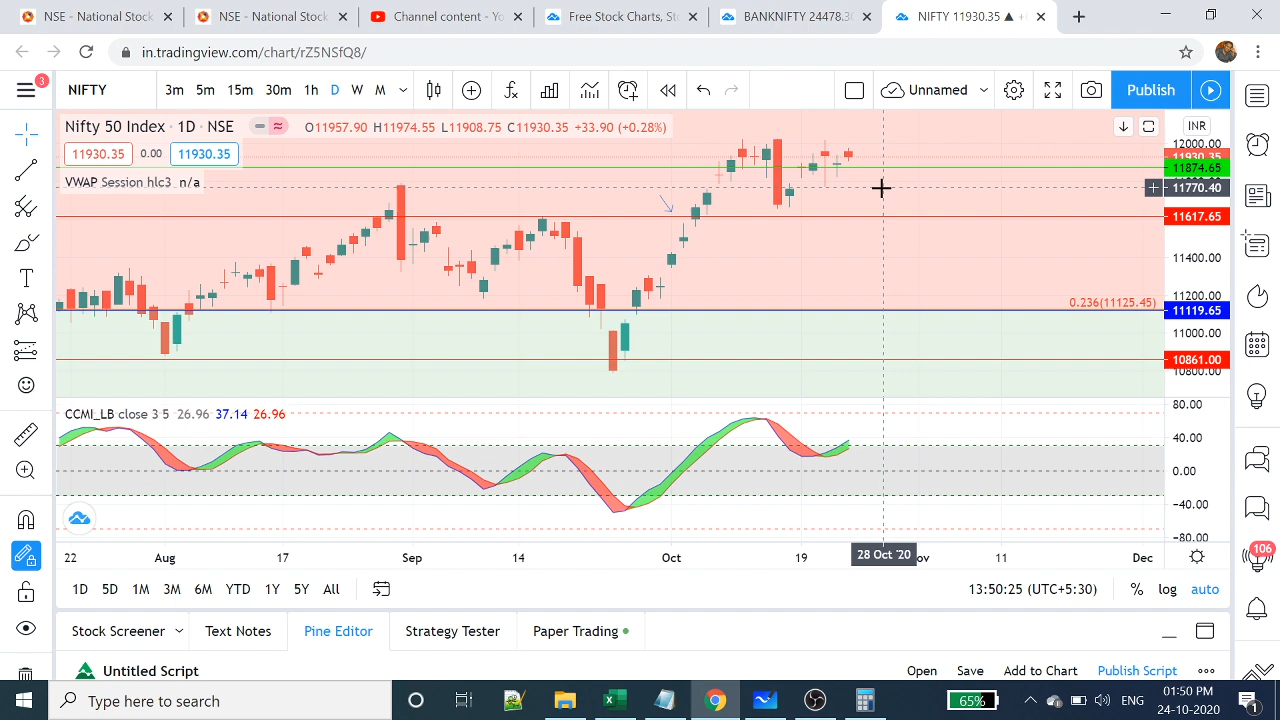 NSE - National Stock
NSE - National Stock
Channel content - Yo
Free Stock Charts, St
BANKNIFTY 24478.3
NIFTY 11930.35 ▲ +
in.tradingview.com/chart/rZ5NSfQ8/
3
NIFTY
3m 5m 15m 30m 1h D W M
Unnamed
Publish
Nifty 50 Index · 1D · NSE
O11957.90 H11974.55 L11908.75 C11930.35 +33.90 (+0.28%)
INR
11930.35 0.00 11930.35
VWAP Session hlc3 n/a
12000.00
11930.35
11874.65
11770.40
11617.65
11400.00
11200.00
0.236(11125.45)
11119.65
11000.00
10861.00
10800.00
CCMI_LB close 3 5 26.96 37.14 26.96
80.00
40.00
0.00
−40.00
−80.00
22 Aug 17 Sep 14 Oct 19 28 Oct '20 ov 11 Dec
1D 5D 1M 3M 6M YTD 1Y 5Y All
13:50:25 (UTC+5:30)
% log auto
106
Stock Screener
Text Notes
Pine Editor
Strategy Tester
Paper Trading
Untitled Script
Open Save Add to Chart Publish Script
Type here to search
65%
ENG
01:50 PM
24-10-2020
1